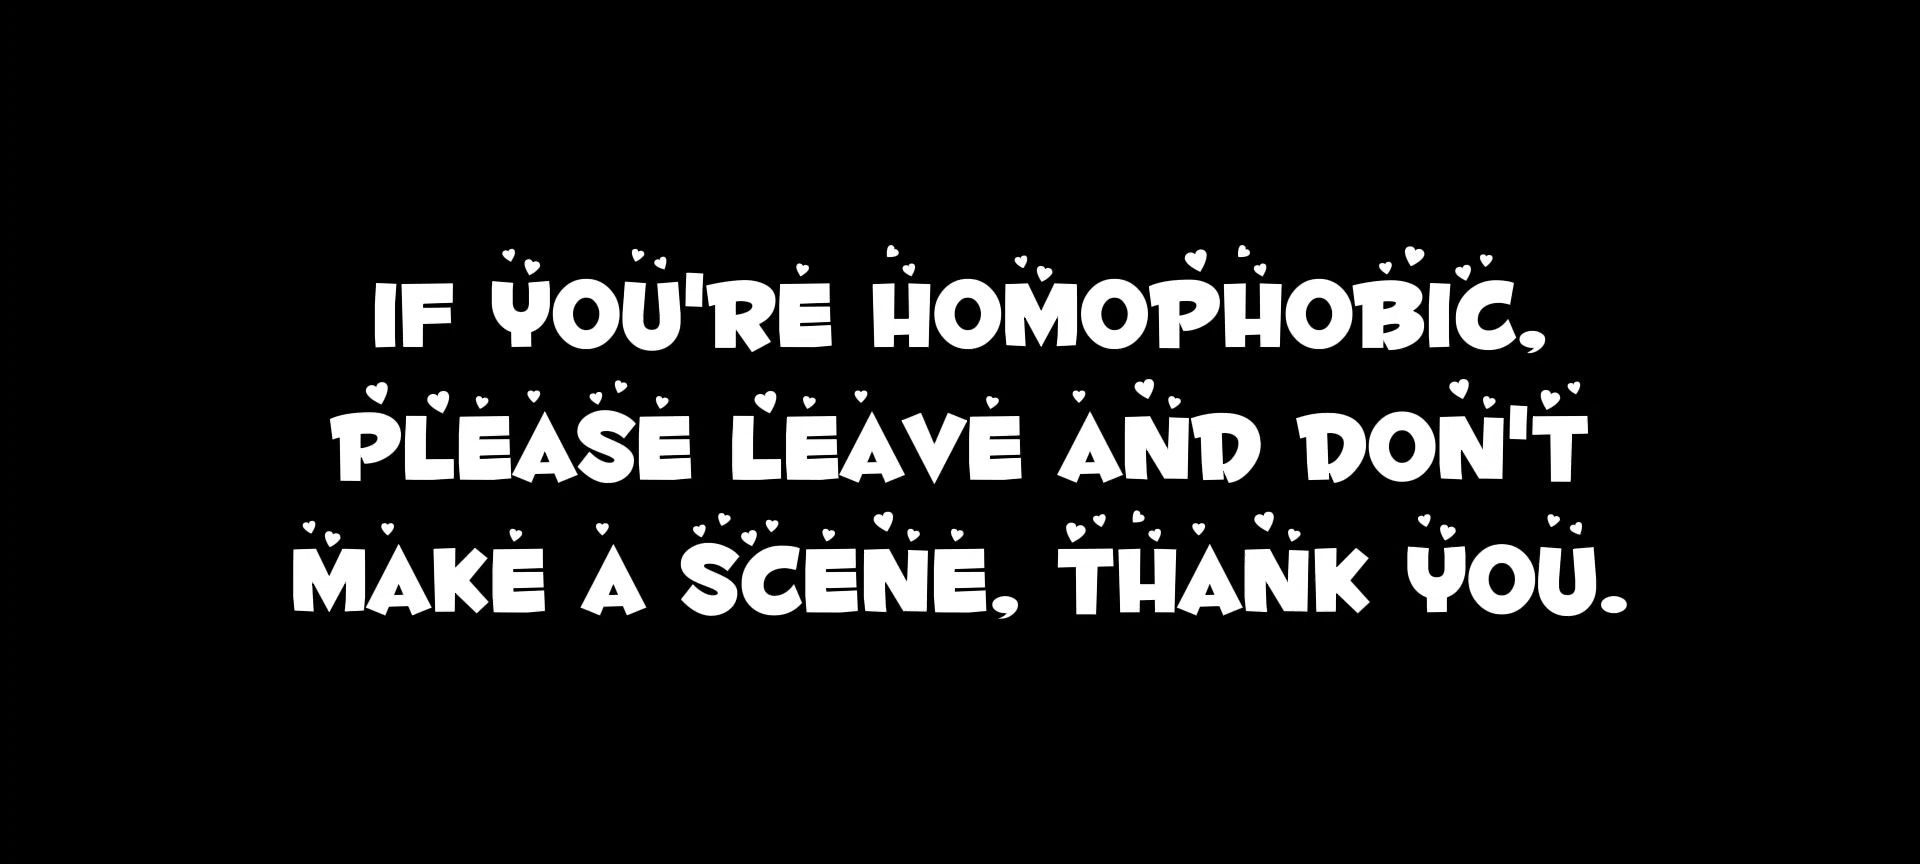 IF YOU'RE HOMOPHOBIC,
PLEASE LEAVE AND DON'T
MAKE A SCENE, THANK YOU.